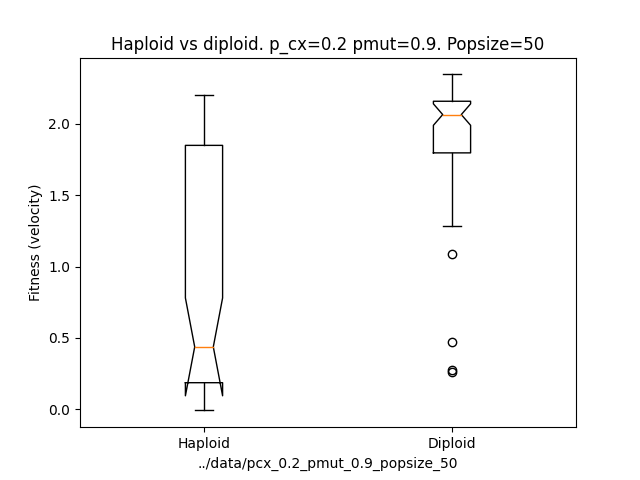 Haploid vs diploid. p_cx=0.2 pmut=0.9. Popsize=50
Fitness (velocity)
2.0
1.5
1.0
0.5
0.0
Haploid
Diploid
../data/pcx_0.2_pmut_0.9_popsize_50